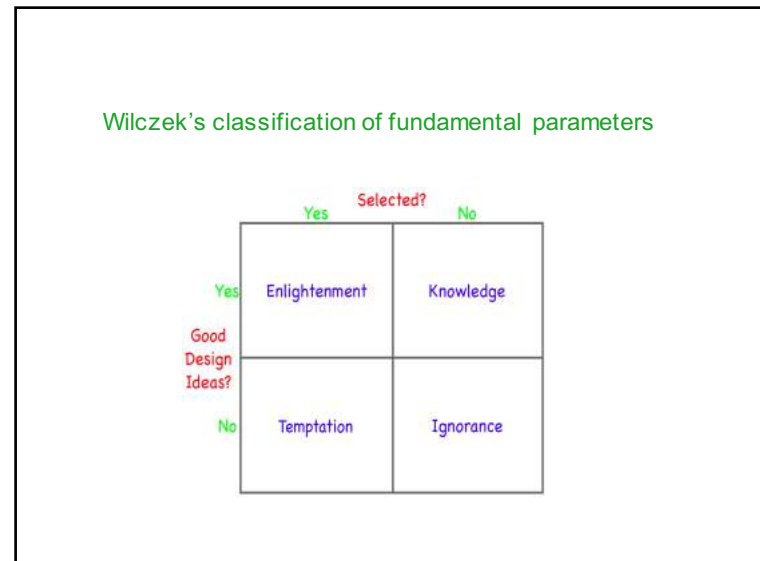 Wilczek’s classification of fundamental parameters
Selected?
Yes No
Yes Enlightenment Knowledge
Good
Design
Ideas?
No Temptation Ignorance